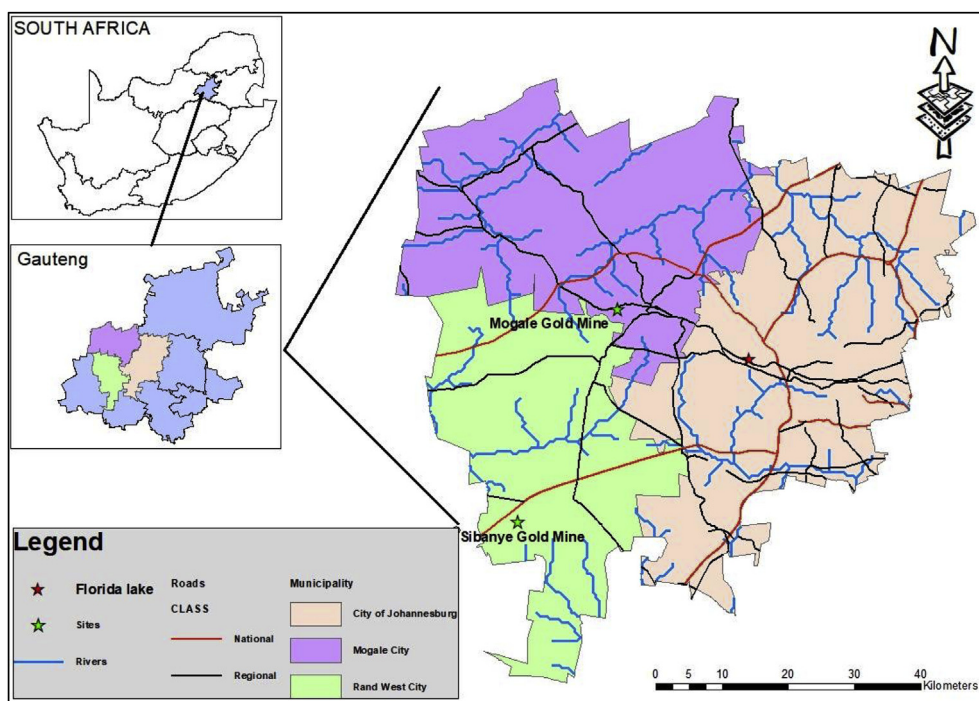 SOUTH AFRICA
N
Gauteng
Mogale Gold Mine
Sibanye Gold Mine
Legend
Florida lake
Sites
Rivers
Roads
CLASS
National
Regional
Municipality
City of Johannesburg
Mogale City
Rand West City
0 5 10 20 30 40
Kilometers